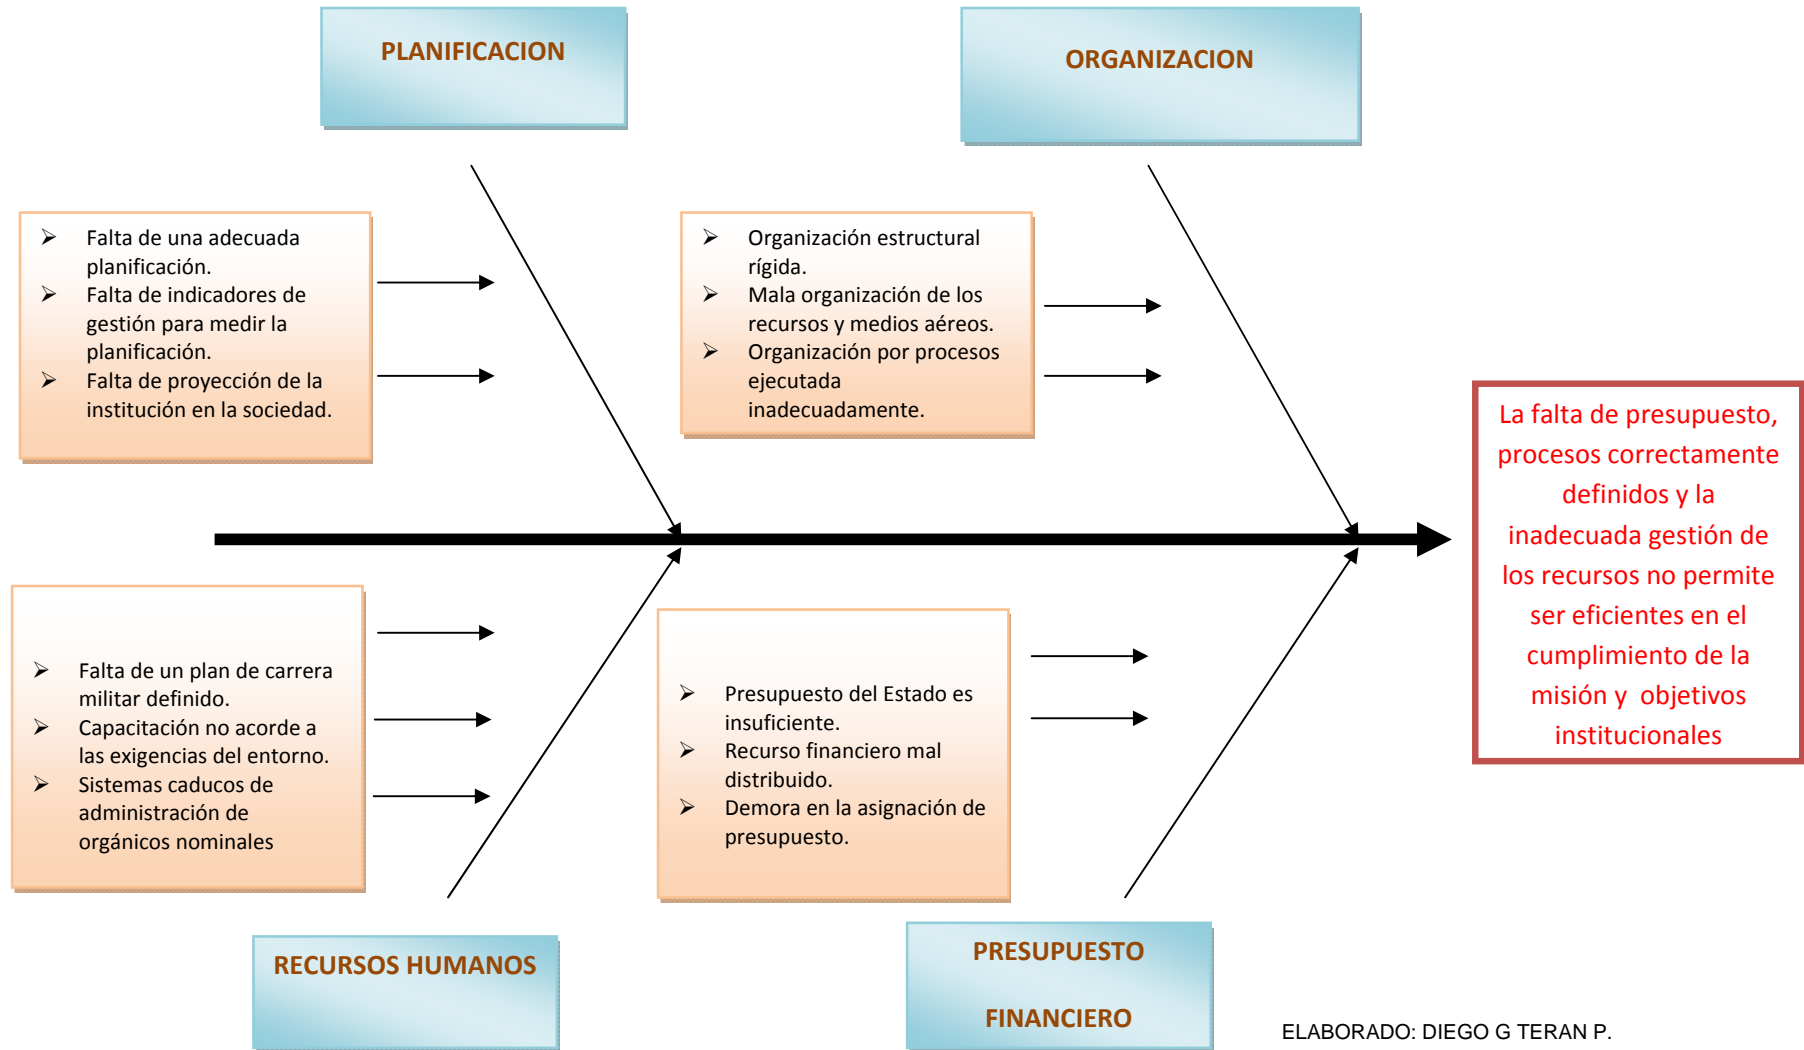 PLANIFICACION
ORGANIZACION
➢ Falta de una adecuada
planificación.
➢ Falta de indicadores de
gestión para medir la
planificación.
➢ Falta de proyección de la
institución en la sociedad.
➢ Organización estructural
rígida.
➢ Mala organización de los
recursos y medios aéreos.
➢ Organización por procesos
ejecutada
inadecuadamente.
La falta de presupuesto,
procesos correctamente
definidos y la
inadecuada gestión de
los recursos no permite
ser eficientes en el
cumplimiento de la
misión y  objetivos
institucionales
➢ Falta de un plan de carrera
militar definido.
➢ Capacitación no acorde a
las exigencias del entorno.
➢ Sistemas caducos de
administración de
orgánicos nominales
➢ Presupuesto del Estado es
insuficiente.
➢ Recurso financiero mal
distribuido.
➢ Demora en la asignación de
presupuesto.
RECURSOS HUMANOS
PRESUPUESTO
FINANCIERO
ELABORADO: DIEGO G TERAN P.